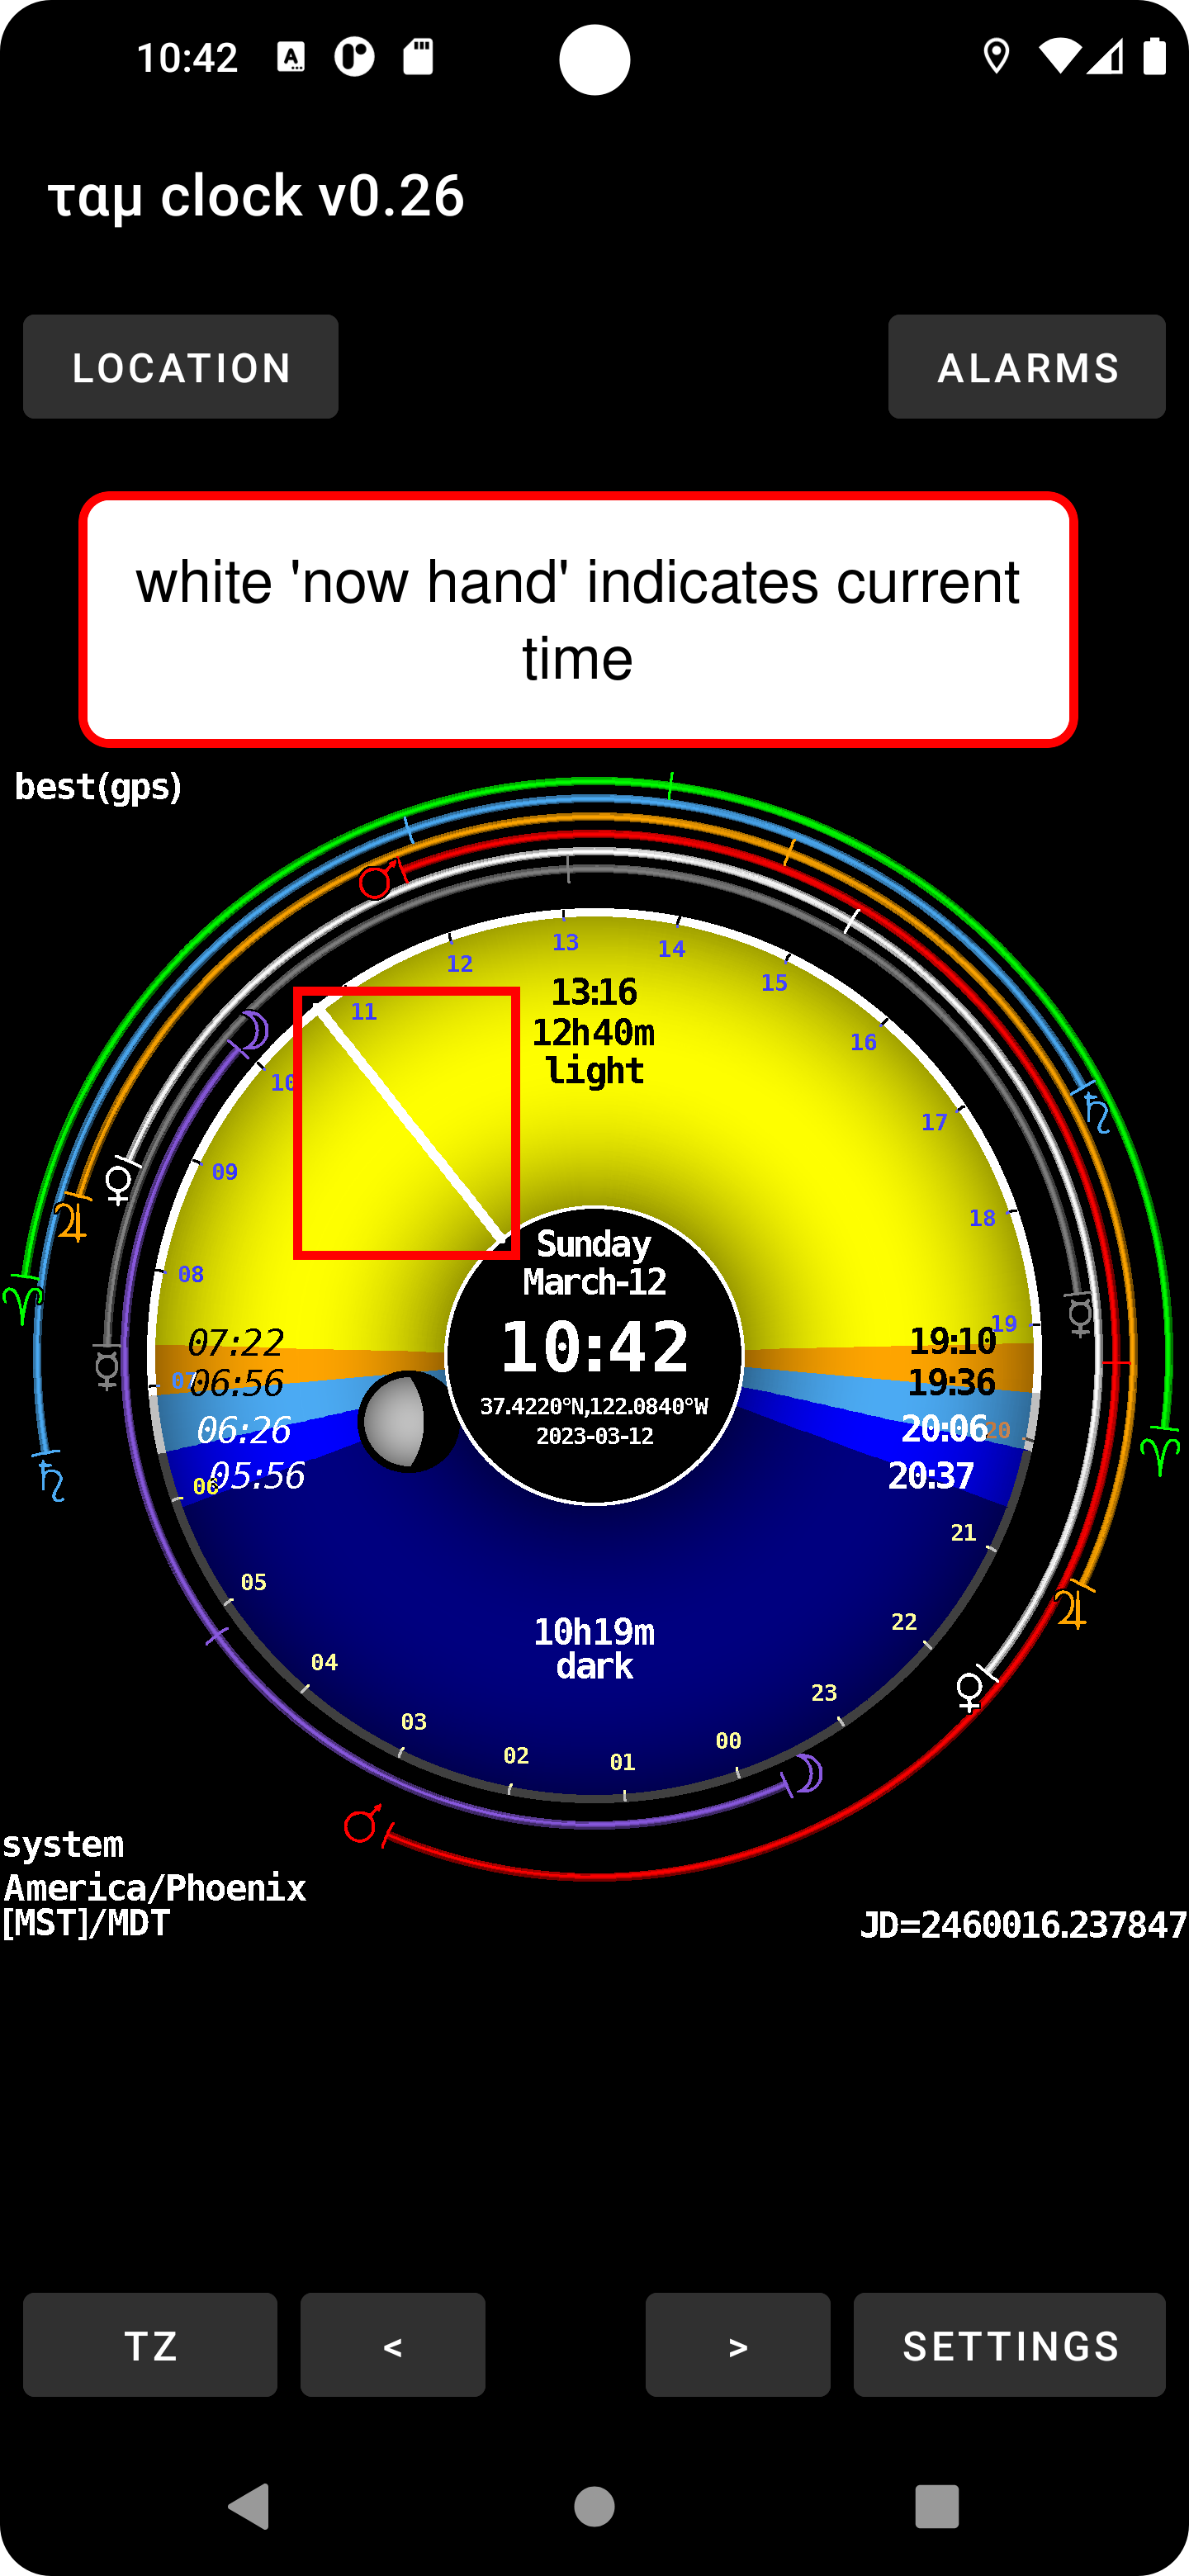 10:42
ταμ clock v0.26
LOCATION
ALARMS
white 'now hand' indicates current
time
best(gps)
13
14
12
15
11
16
10
17
09
18
08
19
13:16
12h40m
light
Sunday
March-12
10:42
37.4220°N,122.0840°W
2023-03-12
07:22
07
06:56
06:26
06
05:56
19:10
19:36
20:06
20
20:37
21
05
22
04
23
03
00
02
01
10h19m
dark
system
America/Phoenix
[MST]/MDT
JD=2460016.237847
TZ
<
>
SETTINGS